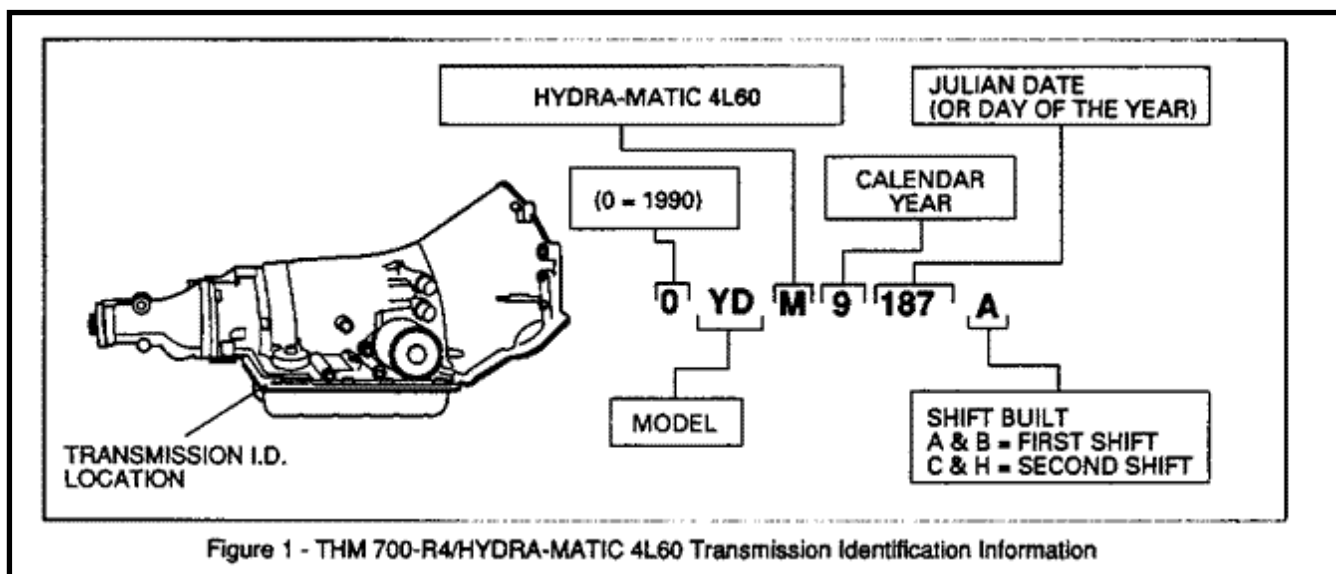 HYDRA-MATIC 4L60
JULIAN DATE
(OR DAY OF THE YEAR)
(0 = 1990)
CALENDAR
YEAR
0 YD M 9 187 A
MODEL
SHIFT BUILT
A & B = FIRST SHIFT
C & H = SECOND SHIFT
TRANSMISSION I.D.
LOCATION
Figure 1 - THM 700-R4/HYDRA-MATIC 4L60 Transmission Identification Information